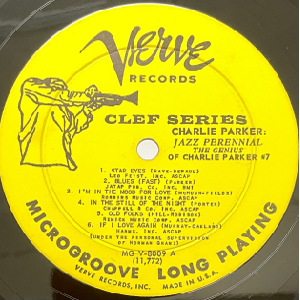 Verve
RECORDS
CLEF SERIES
CHARLIE PARKER:
JAZZ PERENNIAL
THE GENIUS
OF CHARLIE PARKER #7
1. STAR EYES (RAYE-DEPAUL)
LEO FEIST, INC. ASCAP
2. BLUES (FAST) (PARKER)
JATAP PUB. CO, INC. BMI
3. I'M IN THE MOOD FOR LOVE (MCHUGH-FIELDS)
ROBBINS MUSIC CORP. ASCAP
4. IN THE STILL OF THE NIGHT (PORTER)
CHAPPELL & CO. INC. ASCAP
5. OLD FOLKS (HILL-ROBISON)
MUSIC CORP. ASCAP
6. IF I LOVE AGAIN (MURRAY-OAKLAND)
HARMS, INC. ASCAP
(UNDER THE PERSONAL SUPERVISION
OF NORMAN GRANZ)
MG V-8009 A
(11,772)
MICROGROOVE LONG PLAYING
VERVE RECORDS, INC.
MADE IN U.S.A.